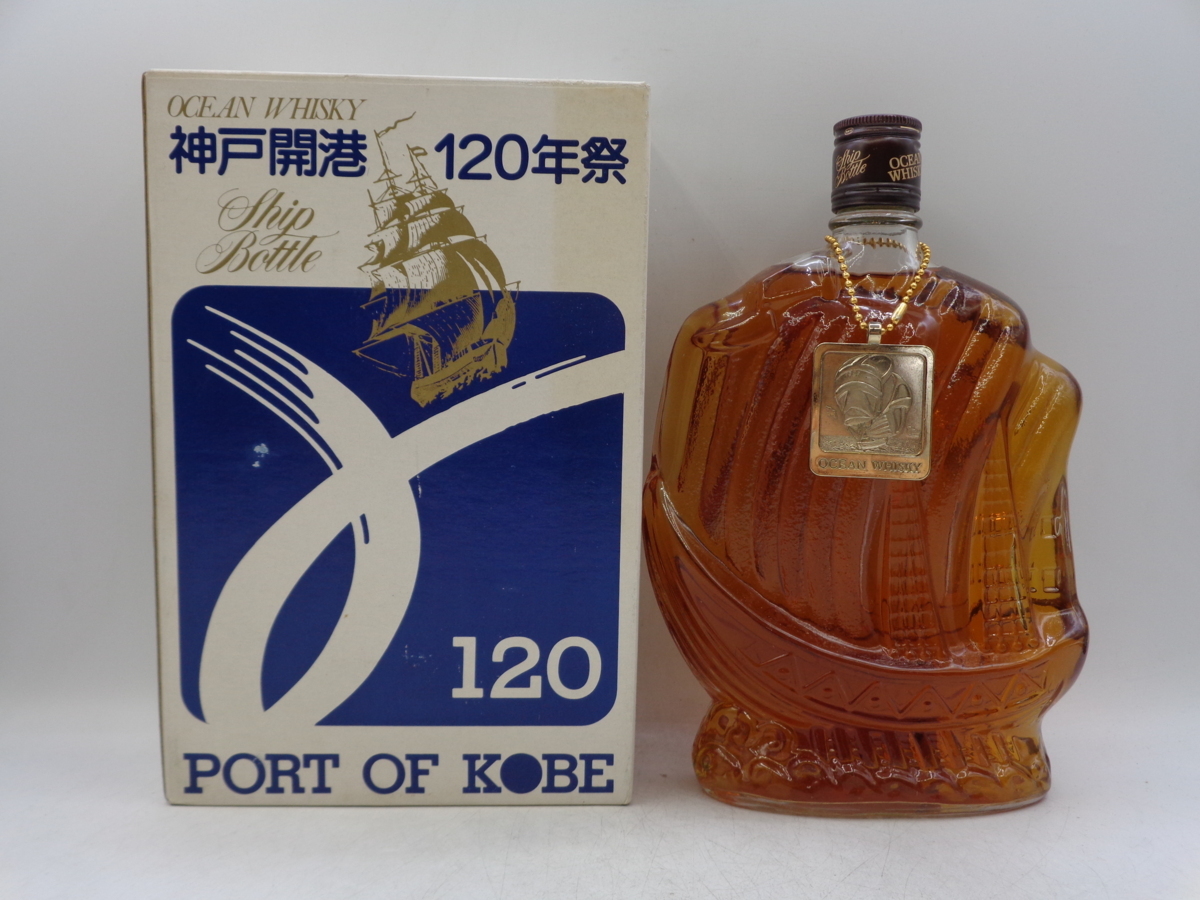 OCEAN WHISKY
神戸開港 120年祭
Ship
Bottle
120
PORT OF KOBE
Ship
Bottle
OCEAN
WHISKY
OCEAN WHISKY